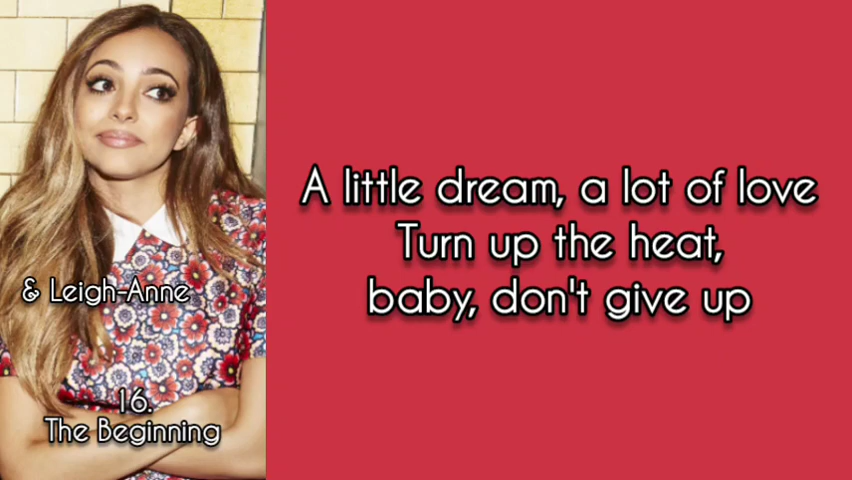 & Leigh-Anne
16.
The Beginning
A little dream, a lot of love
Turn up the heat,
baby, don't give up